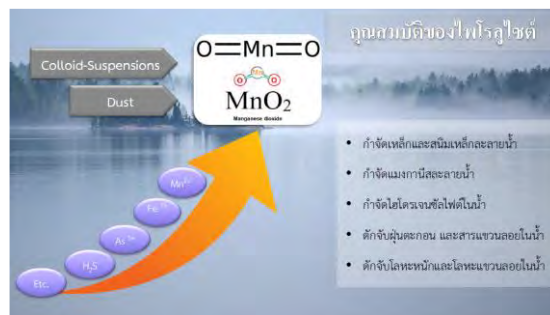 คุณสมบัติของไพโรลูไซต์
O=Mn=O
Colloid-Suspensions
Dust
MnO2
Manganese dioxide
• กำจัดเหล็กและสนิมเหล็กละลายน้ำ
• กำจัดแมงกานีสละลายน้ำ
• กำจัดไฮโดรเจนซัลไฟด์ในน้ำ
• ดักจับฝุ่นตะกอน และสารแขวนลอยในน้ำ
• ดักจับโลหะหนักและโลหะแขวนลอยในน้ำ
H2S
Etc.